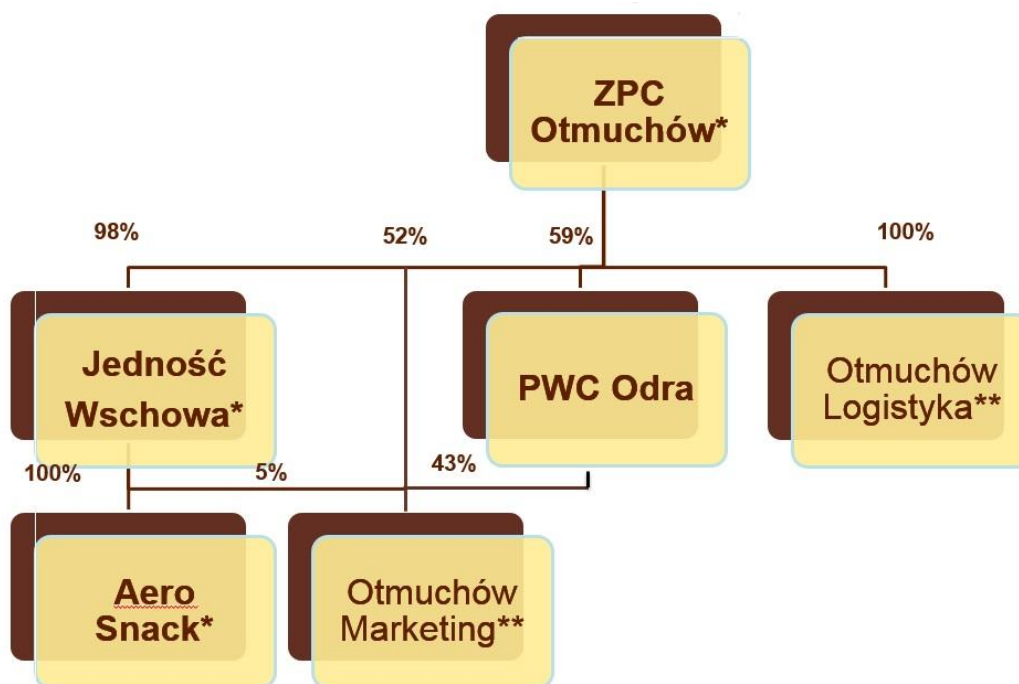 ZPC
Otmuchów*
98%
52%
59%
100%
Jedność
Wschowa*
PWC Odra
Otmuchów
Logistyka**
100%
5%
43%
Aero
Snack*
Otmuchów
Marketing**